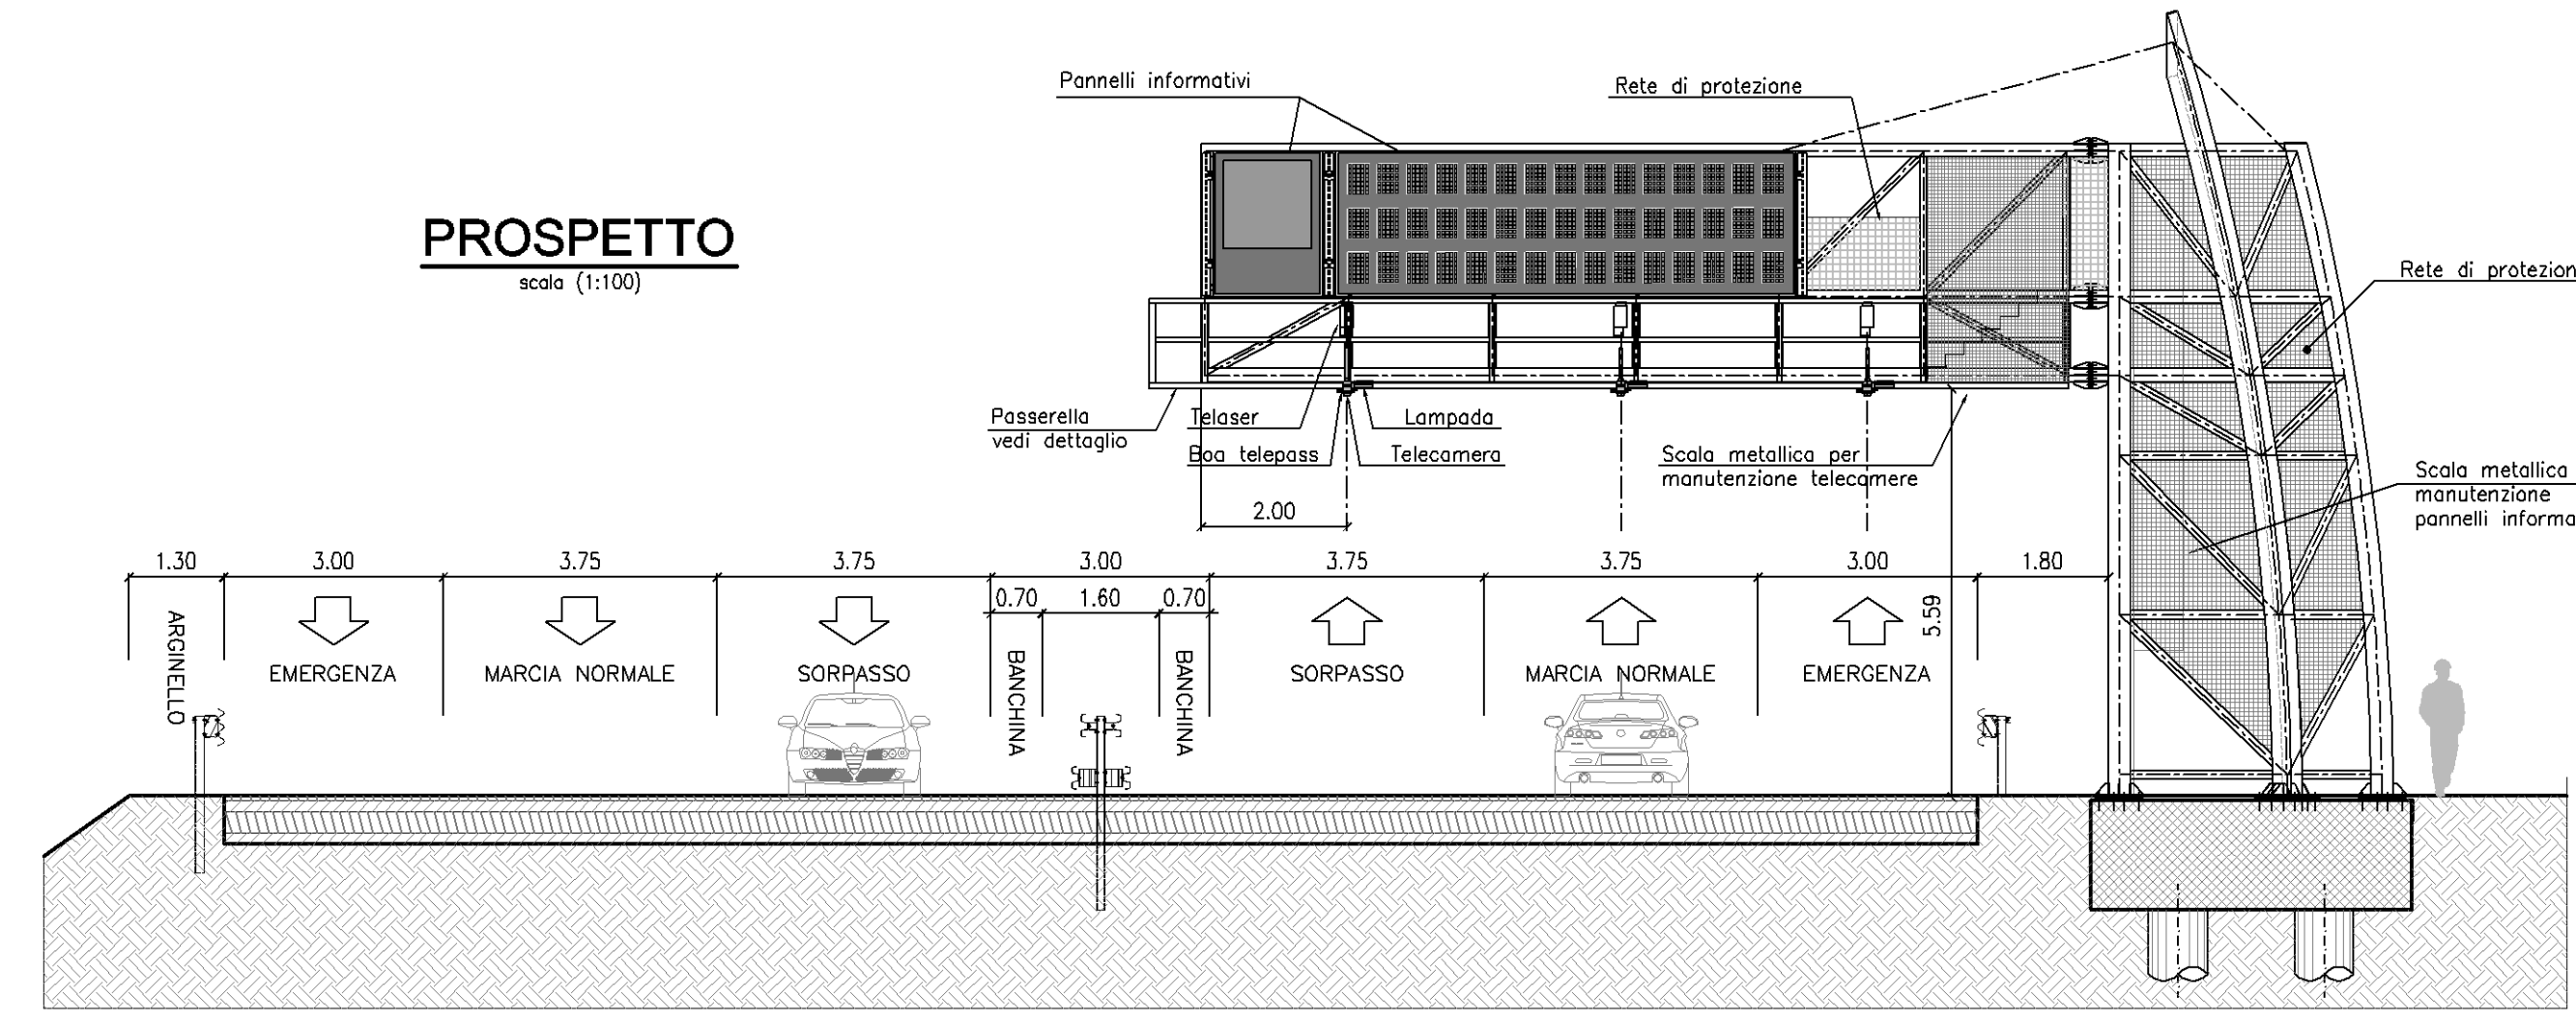 Pannelli informativi
Rete di protezione
PROSPETTO
scala (1:100)
Rete di protezion
Passerella
vedi dettaglio
Telaser
Boa telepass
Lampada
Telecamera
Scala metallica per
manutenzione telecamere
Scala metallica
manutenzione
pannelli informa
2.00
1.30
3.00
3.75
3.75
3.00
3.75
3.75
3.00
1.80
0.70
1.60
0.70
5.59
ARGINELLO
EMERGENZA
MARCIA NORMALE
SORPASSO
BANCHINA
BANCHINA
SORPASSO
MARCIA NORMALE
EMERGENZA